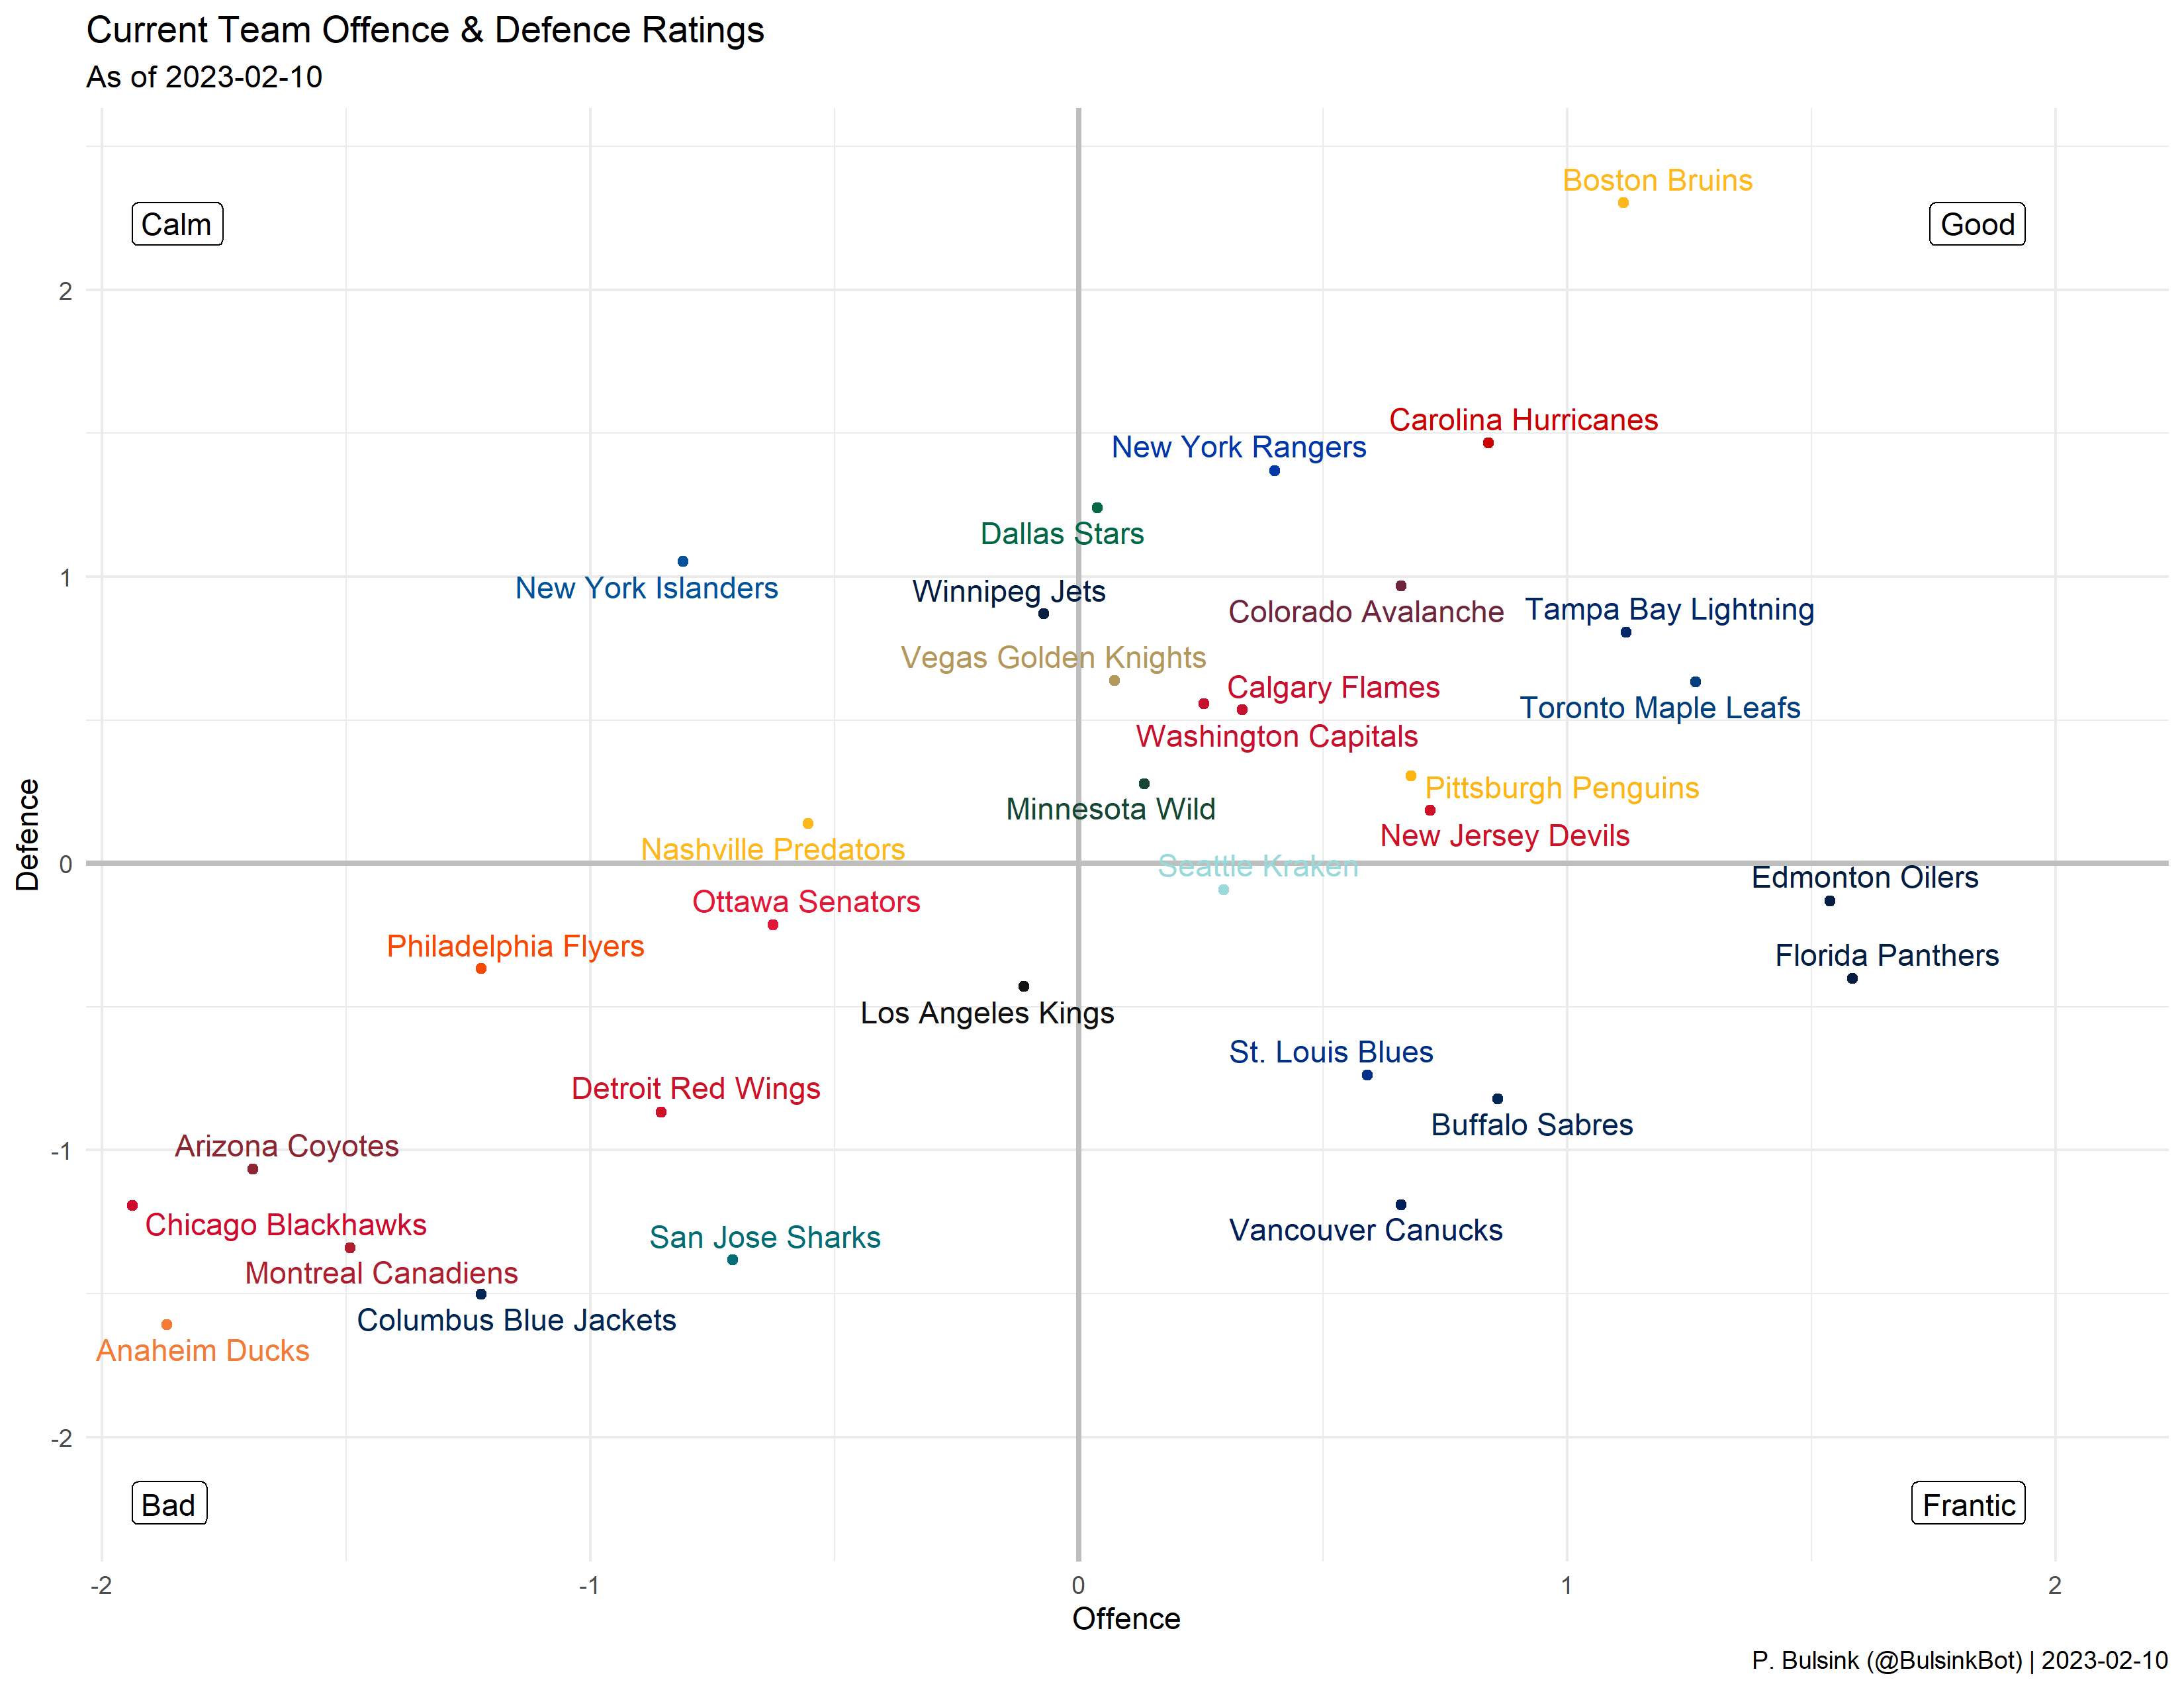 Current Team Offence & Defence Ratings
As of 2023-02-10
Boston Bruins
Calm
Good
2
Carolina Hurricanes
New York Rangers
Dallas Stars
1
New York Islanders
Winnipeg Jets
Colorado Avalanche
Tampa Bay Lightning
Vegas Golden Knights
Calgary Flames
Toronto Maple Leafs
Washington Capitals
Pittsburgh Penguins
Minnesota Wild
New Jersey Devils
Nashville Predators
Defence
0
Seattle Kraken
Edmonton Oilers
Ottawa Senators
Philadelphia Flyers
Florida Panthers
Los Angeles Kings
St. Louis Blues
Detroit Red Wings
Buffalo Sabres
-1
Arizona Coyotes
Chicago Blackhawks
San Jose Sharks
Vancouver Canucks
Montreal Canadiens
Columbus Blue Jackets
Anaheim Ducks
-2
Bad
Frantic
-2
-1
0
1
2
Offence
P. Bulsink (@BulsinkBot) | 2023-02-10